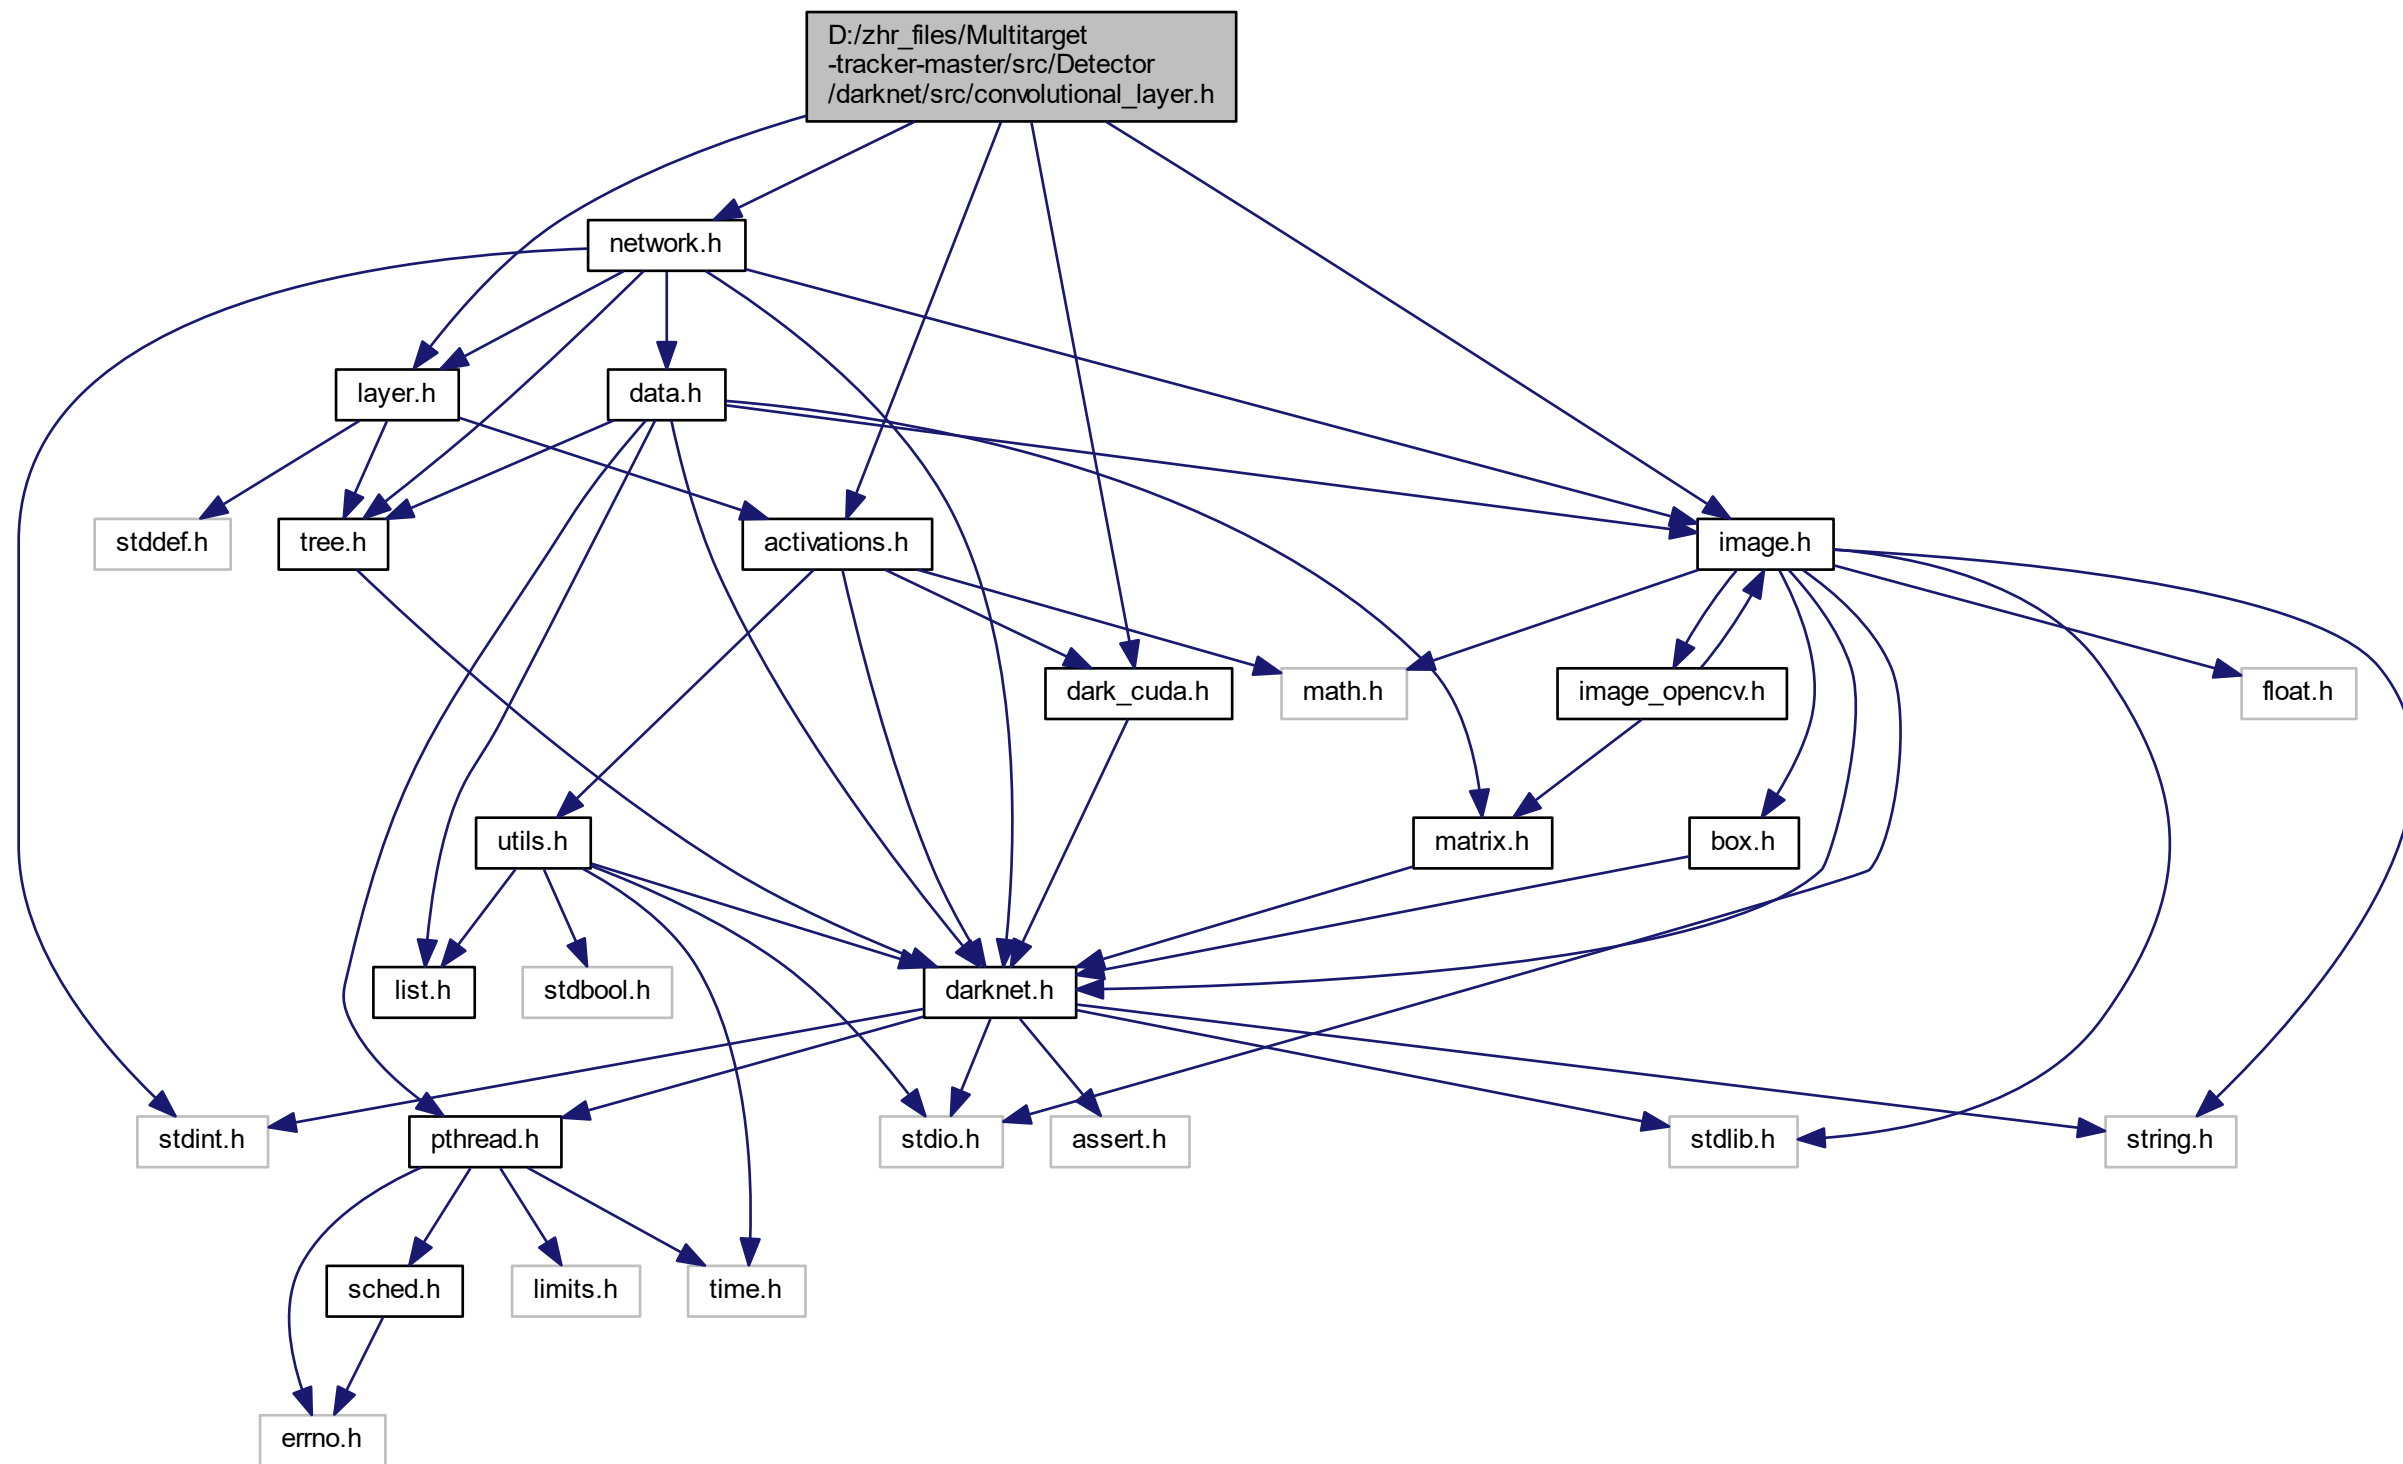 D:/zhr_files/Multitarget
-tracker-master/src/Detector
/darknet/src/convolutional_layer.h
network.h
layer.h
data.h
stddef.h
tree.h
activations.h
image.h
dark_cuda.h
math.h
image_opencv.h
float.h
utils.h
matrix.h
box.h
list.h
stdbool.h
darknet.h
stdint.h
pthread.h
stdio.h
assert.h
stdlib.h
string.h
sched.h
limits.h
time.h
errno.h